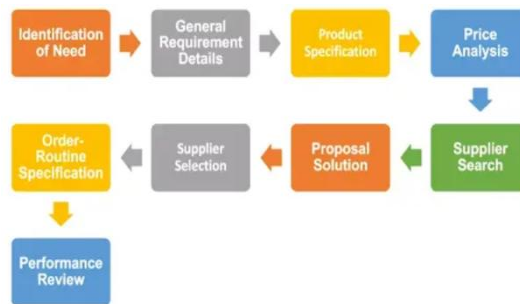 Identification
of Need
General
Requirement
Details
Product
Specification
Price
Analysis
Supplier
Search
Proposal
Solution
Supplier
Selection
Order-
Routine
Specification
Performance
Review